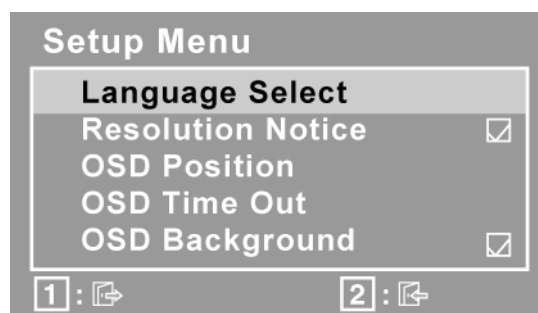 Setup Menu
Language Select
Resolution Notice
OSD Position
OSD Time Out
OSD Background
1 : 2 :